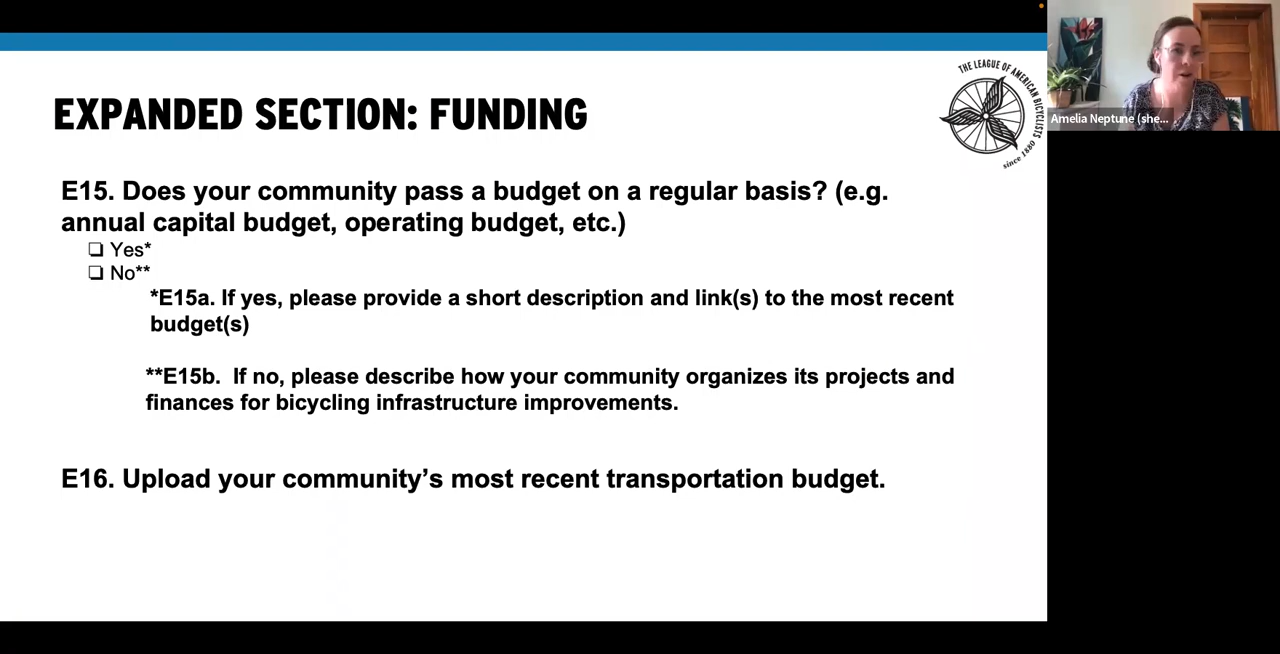 EXPANDED SECTION: FUNDING
THE LEAGUE OF AMERICAN BICYCLISTS
since 1880
Amelia Neptune (she...
E15. Does your community pass a budget on a regular basis? (e.g.
annual capital budget, operating budget, etc.)
❏ Yes*
❏ No**
*E15a. If yes, please provide a short description and link(s) to the most recent
budget(s)
**E15b.  If no, please describe how your community organizes its projects and
finances for bicycling infrastructure improvements.
E16. Upload your community’s most recent transportation budget.